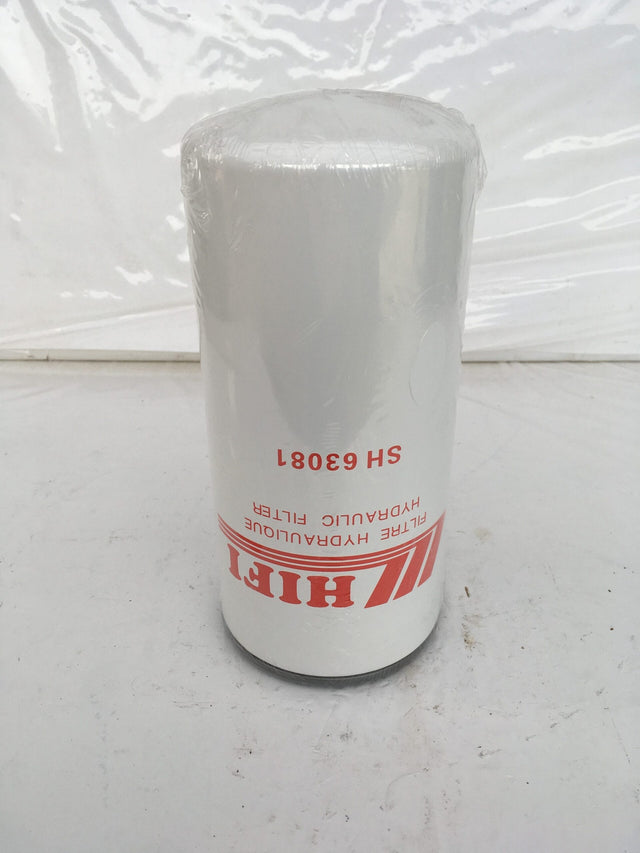 HIFI
FILTRE HYDRAULIQUE
HYDRAULIC FILTER
SH 63081